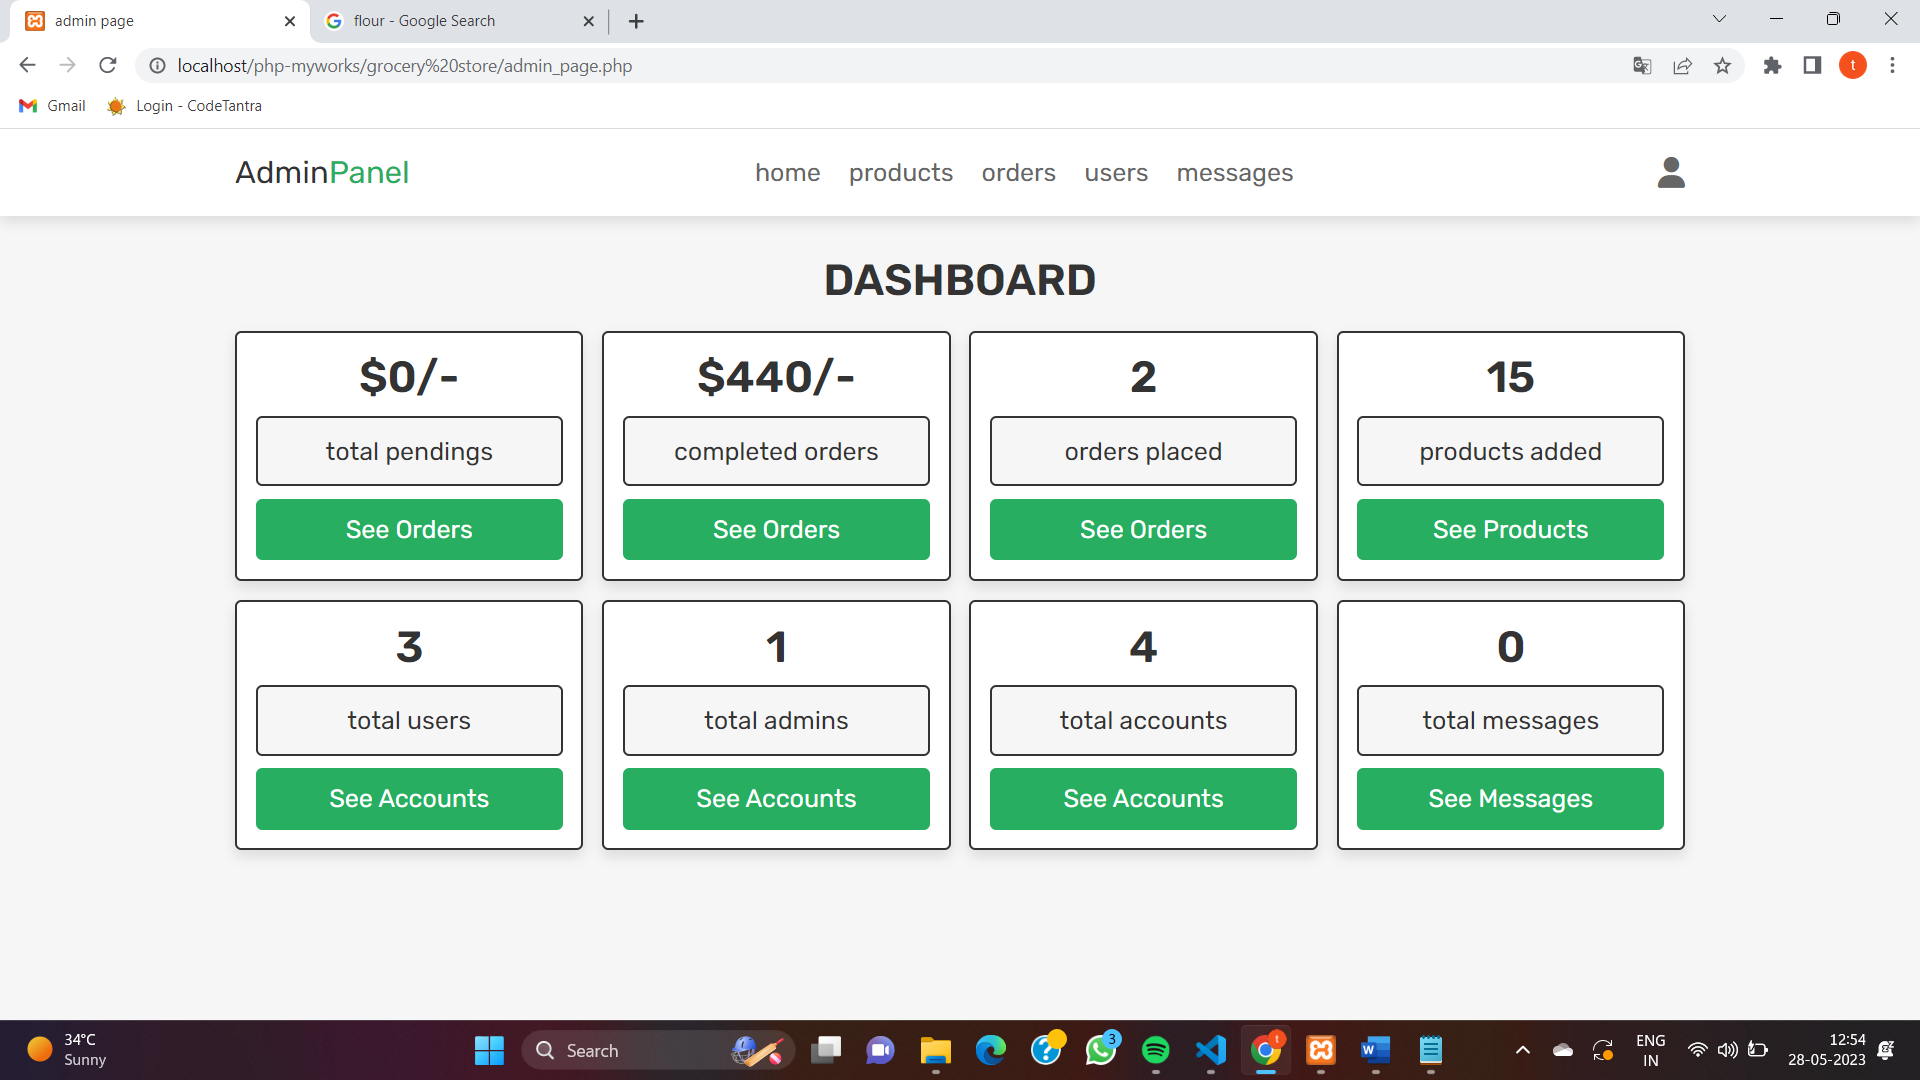 admin page
flour - Google Search
localhost/php-myworks/grocery%20store/admin_page.php
t
Gmail
Login - CodeTantra
AdminPanel
home products orders users messages
DASHBOARD
$0/-
total pendings
See Orders
$440/-
completed orders
See Orders
2
orders placed
See Orders
15
products added
See Products
3
total users
See Accounts
1
total admins
See Accounts
4
total accounts
See Accounts
0
total messages
See Messages
34°C
Sunny
Search
3
t
ENG
IN
12:54
28-05-2023